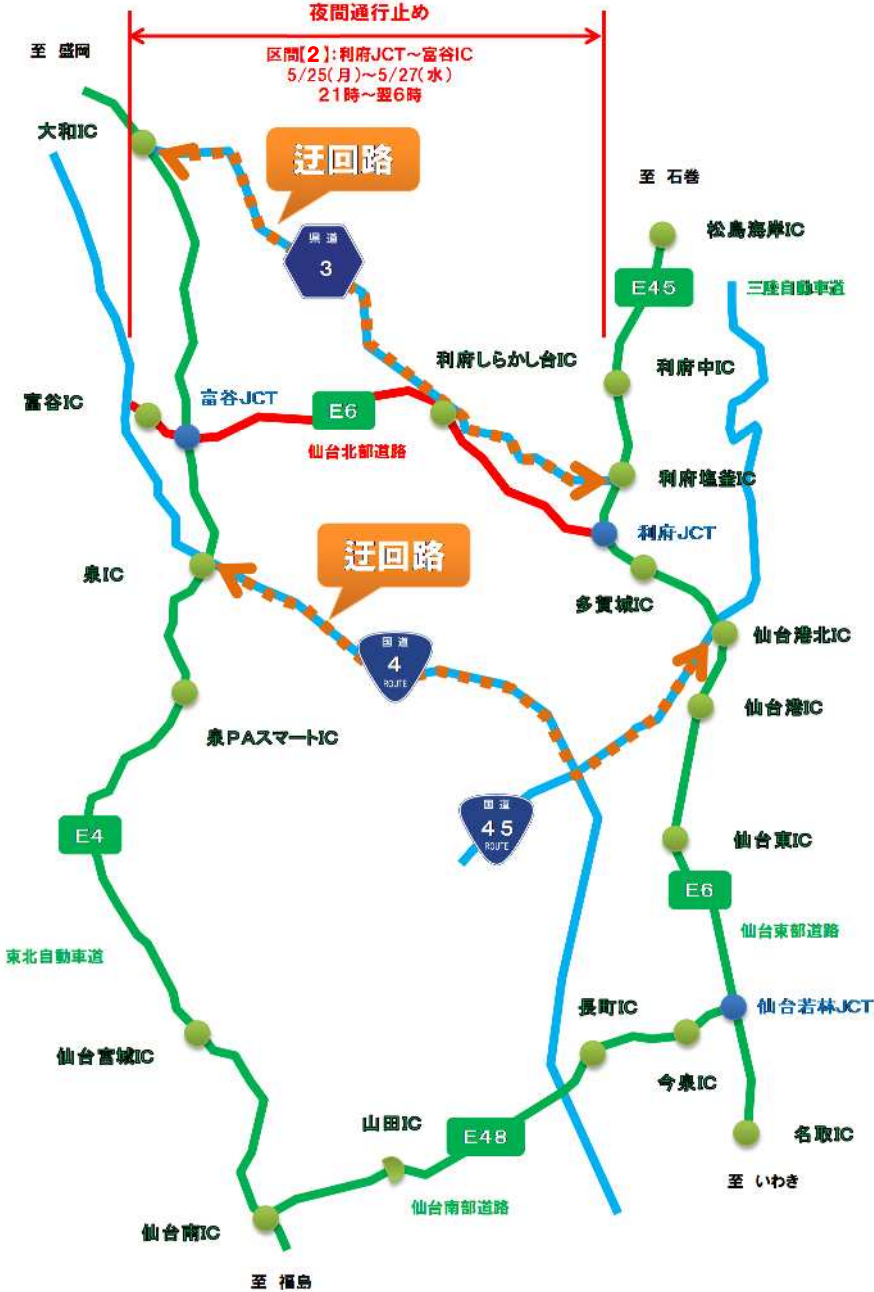 夜間通行止め
至 盛岡
区間【2】:利府JCT～富谷IC
5/25(月)～5/27(水)
21時～翌6時
大和IC
迂回路
至 石巻
県道
3
松島海岸IC
E45
三陸自動車道
利府しらかし台IC
利府中IC
富谷IC
富谷JCT
E6
仙台北部道路
利府塩釜IC
利府JCT
迂回路
泉IC
多賀城IC
国道
4
ROUTE
仙台港北IC
泉PAスマートIC
仙台港IC
国道
45
ROUTE
E4
仙台東IC
E6
東北自動車道
仙台東部道路
長町IC
仙台若林JCT
仙台宮城IC
今泉IC
山田IC
E48
名取IC
至 いわき
仙台南部道路
仙台南IC
至 福島